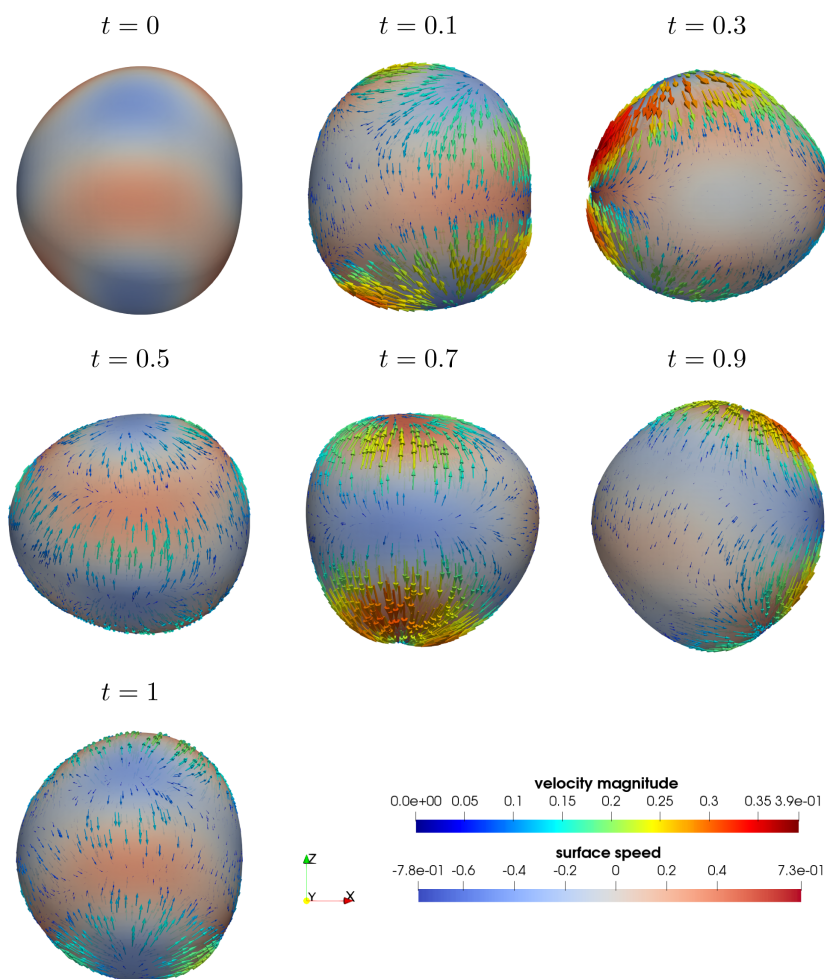 t = 0 t = 0.1 t = 0.3
t = 0.5 t = 0.7 t = 0.9
t = 1
velocity magnitude
0.0e+00 0.05 0.1 0.15 0.2 0.25 0.3 0.35 3.9e-01
surface speed
-7.8e-01 -0.6 -0.4 -0.2 0 0.2 0.4 7.3e-01
Z
Y X